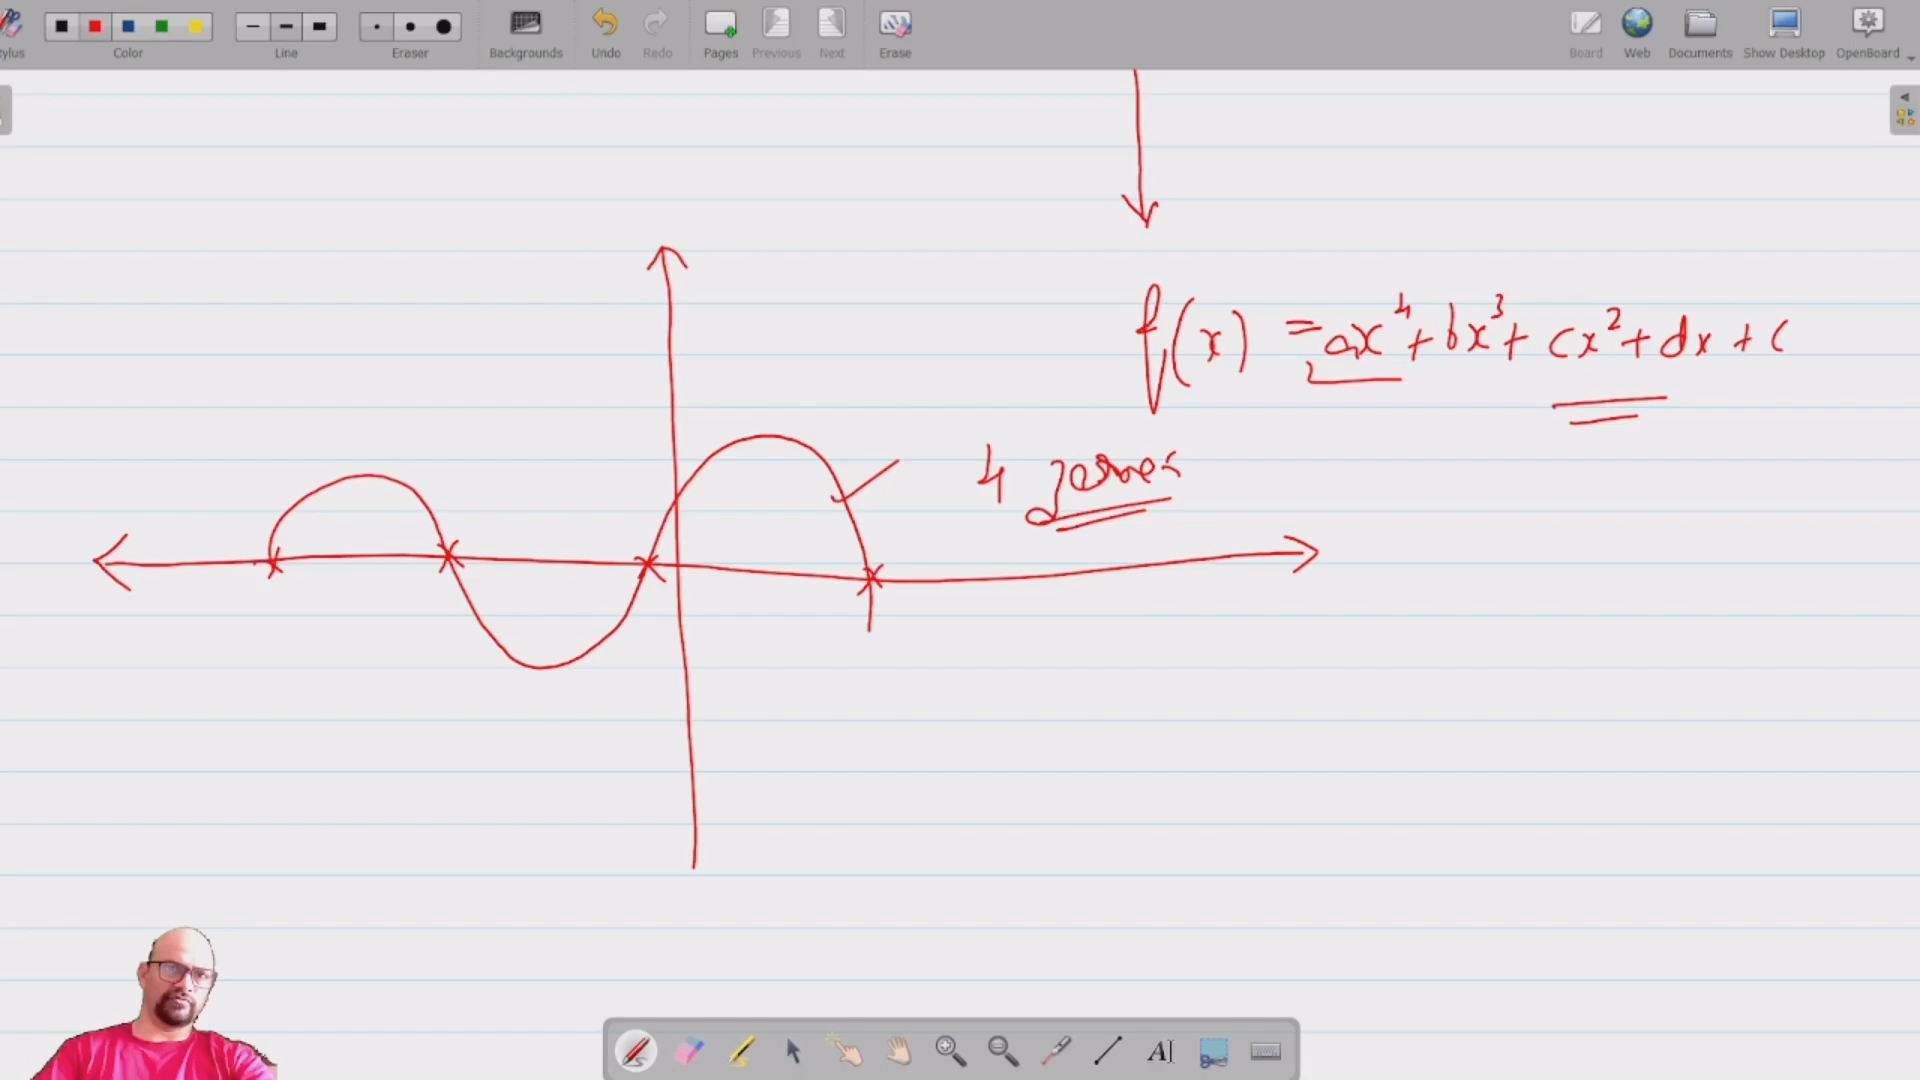 tylus Color Line Eraser Backgrounds Undo Redo Pages Previous Next Erase Board Web Documents Show Desktop OpenBoard
f(x) = ax⁴ + bx³ + cx² + dx + c
4 zeroes
A